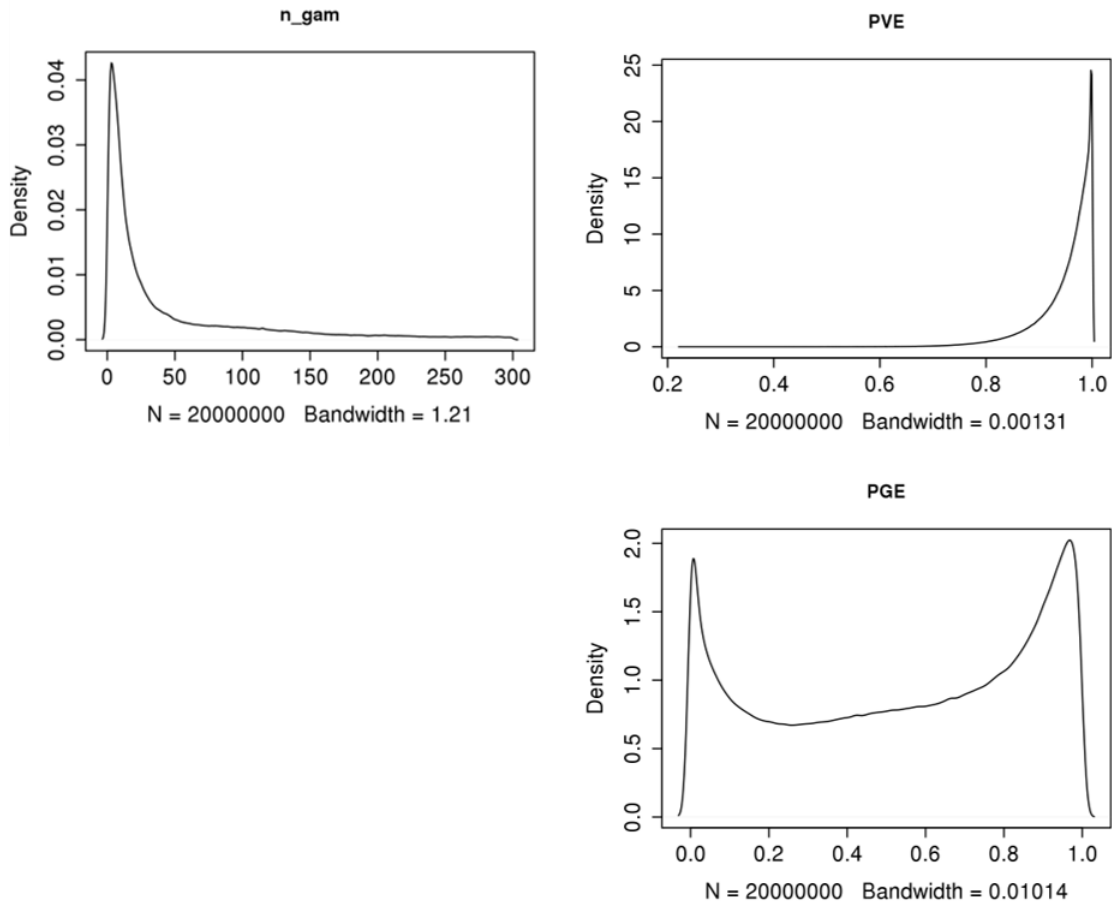 n_gam
Density
0.00 0.01 0.02 0.03 0.04
0 50 100 150 200 250 300
N = 20000000 Bandwidth = 1.21
PVE
Density
0 5 10 15 20 25
0.2 0.4 0.6 0.8 1.0
N = 20000000 Bandwidth = 0.00131
PGE
Density
0.0 0.5 1.0 1.5 2.0
0.0 0.2 0.4 0.6 0.8 1.0
N = 20000000 Bandwidth = 0.01014